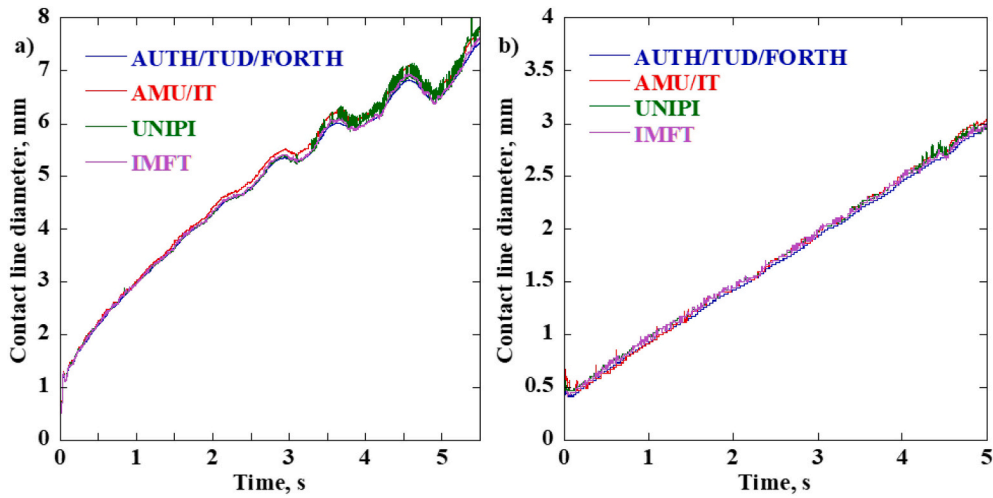 a)
AUTH/TUD/FORTH
AMU/IT
UNIPI
IMFT
Contact line diameter, mm
8
7
6
5
4
3
2
1
0
0 1 2 3 4 5
Time, s
b)
AUTH/TUD/FORTH
AMU/IT
UNIPI
IMFT
Contact line diameter, mm
4
3.5
3
2.5
2
1.5
1
0.5
0
0 1 2 3 4 5
Time, s